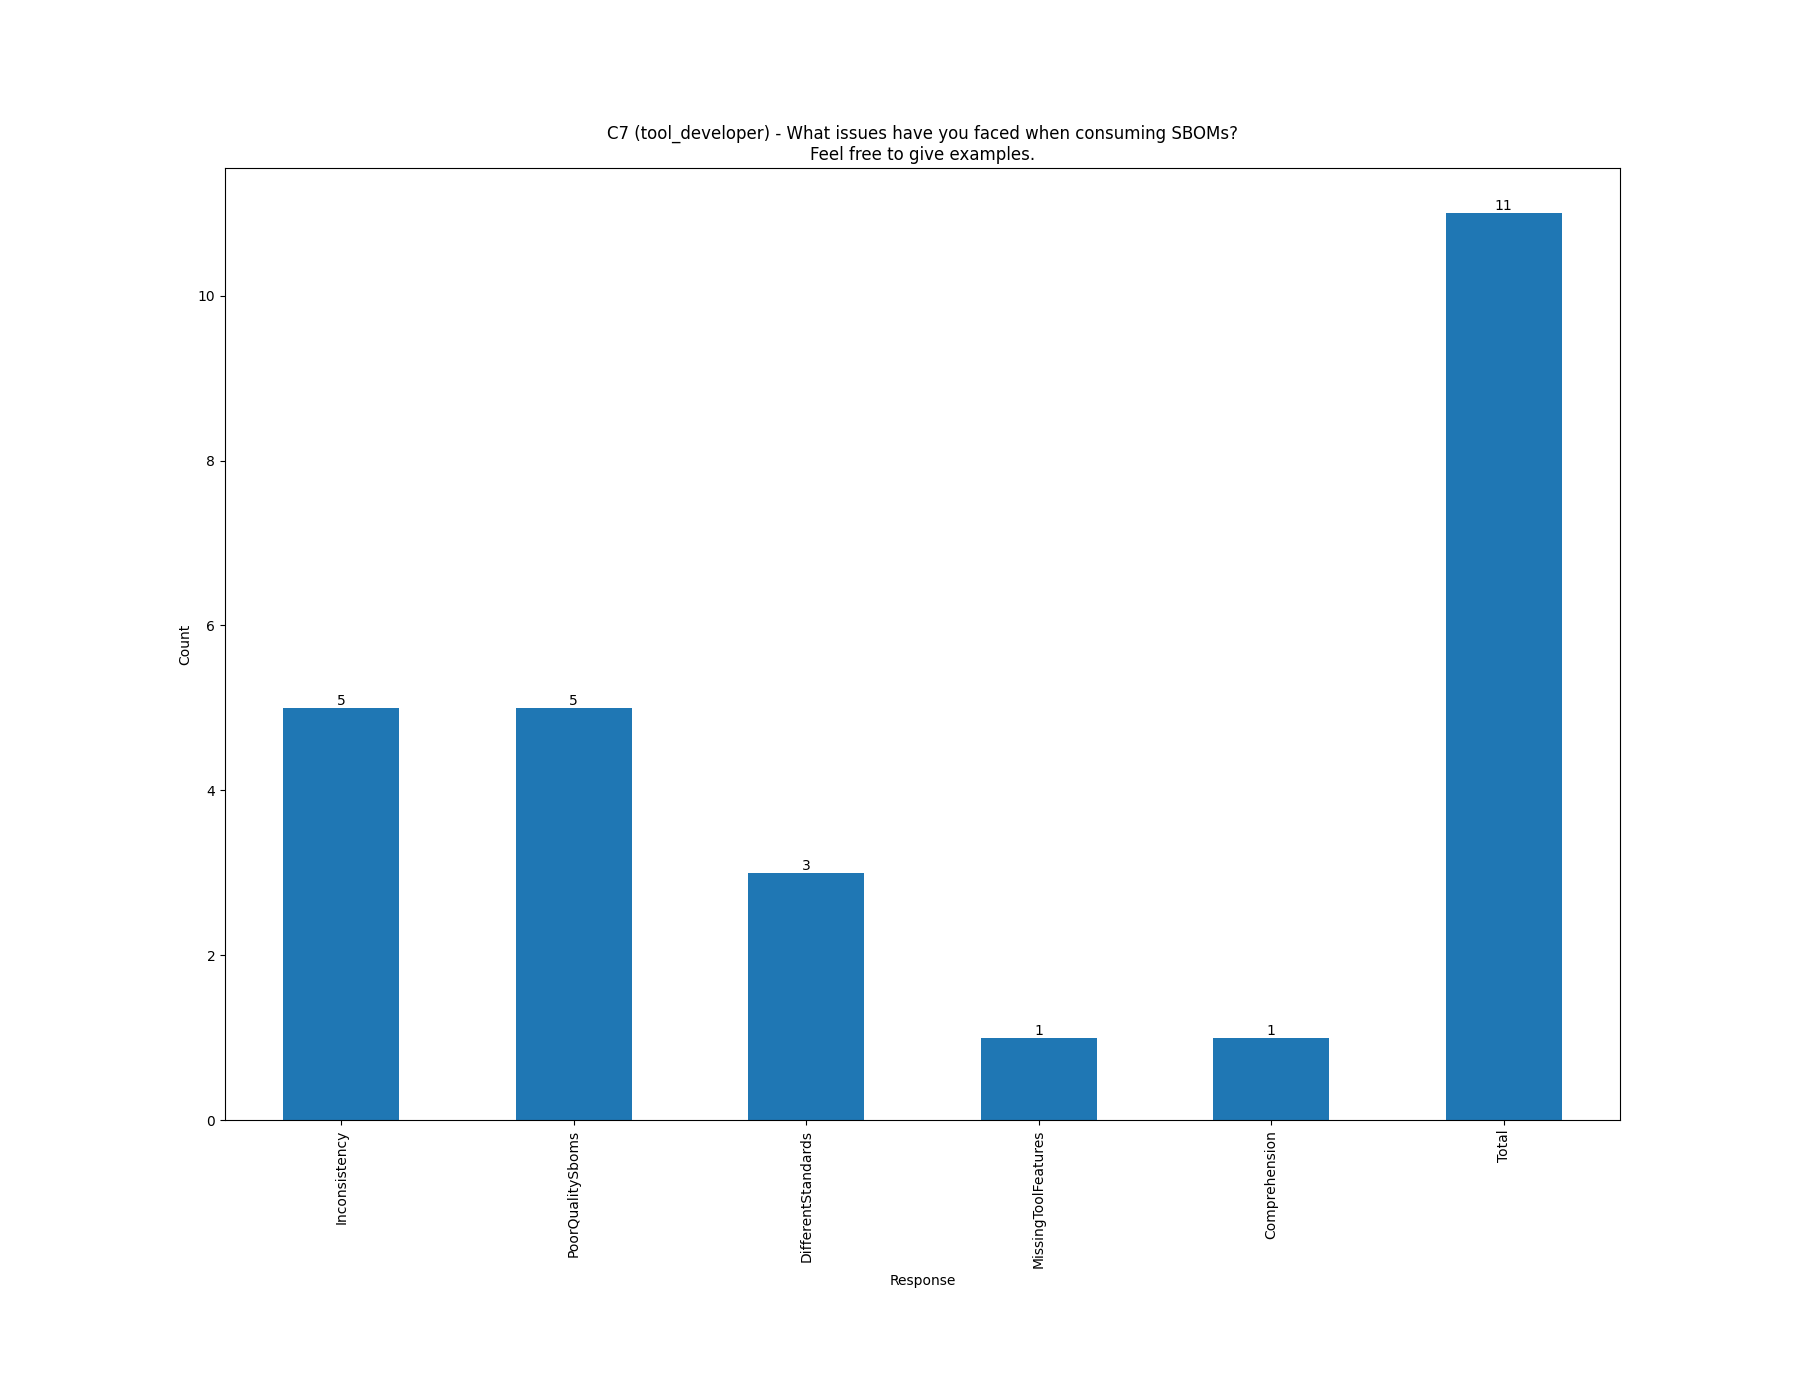 C7 (tool_developer) - What issues have you faced when consuming SBOMs?
Feel free to give examples.
Count
10
8
6
4
2
0
5
5
3
1
1
11
Inconsistency
PoorQualitySboms
DifferentStandards
MissingToolFeatures
Comprehension
Total
Response